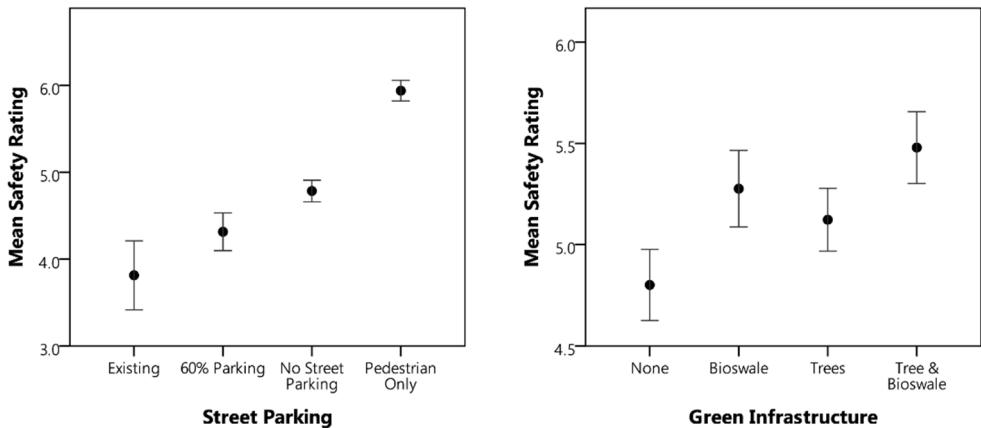 Mean Safety Rating
6.0
5.0
4.0
3.0
Existing
60% Parking
No Street
Parking
Pedestrian
Only
Street Parking
Mean Safety Rating
6.0
5.5
5.0
4.5
None
Bioswale
Trees
Tree &
Bioswale
Green Infrastructure